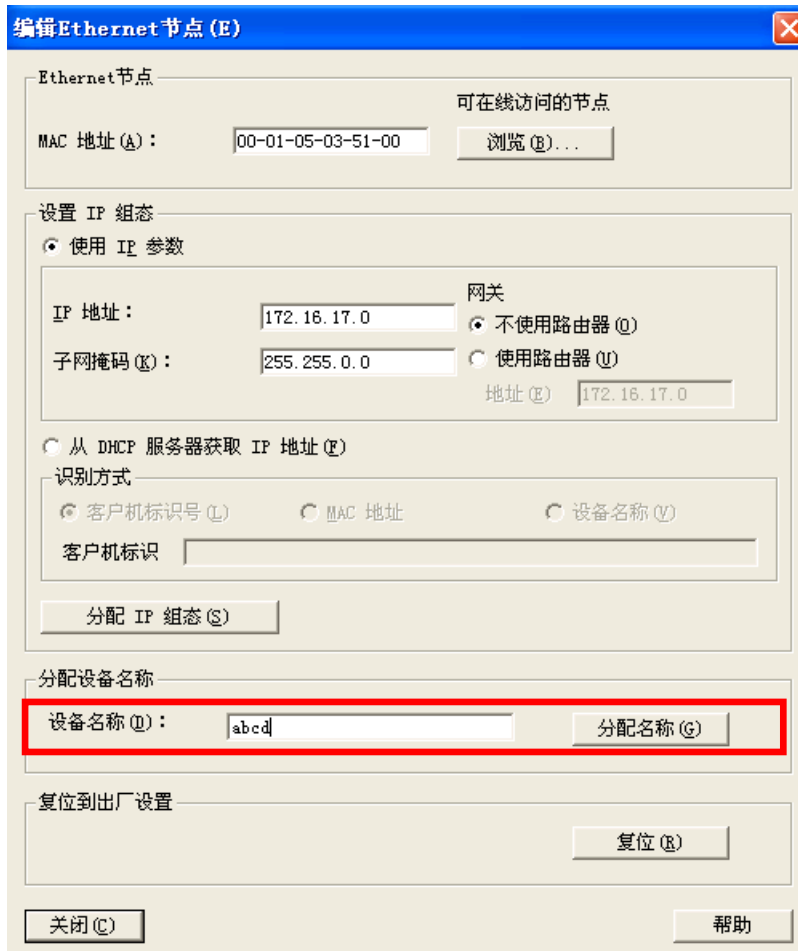 编辑Ethernet节点(E)
Ethernet节点
可在线访问的节点
MAC 地址(A)：
00-01-05-03-51-00
浏览(B)...
设置 IP 组态
使用 IP 参数
IP 地址：
172.16.17.0
子网掩码(K)：
255.255.0.0
网关
不使用路由器(O)
使用路由器(U)
地址(E)
172.16.17.0
从 DHCP 服务器获取 IP 地址(F)
识别方式
客户机标识号(L)
MAC 地址
设备名称(V)
客户机标识
分配 IP 组态(S)
分配设备名称
设备名称(D)：
abcd
分配名称(G)
复位到出厂设置
复位(R)
关闭(C)
帮助